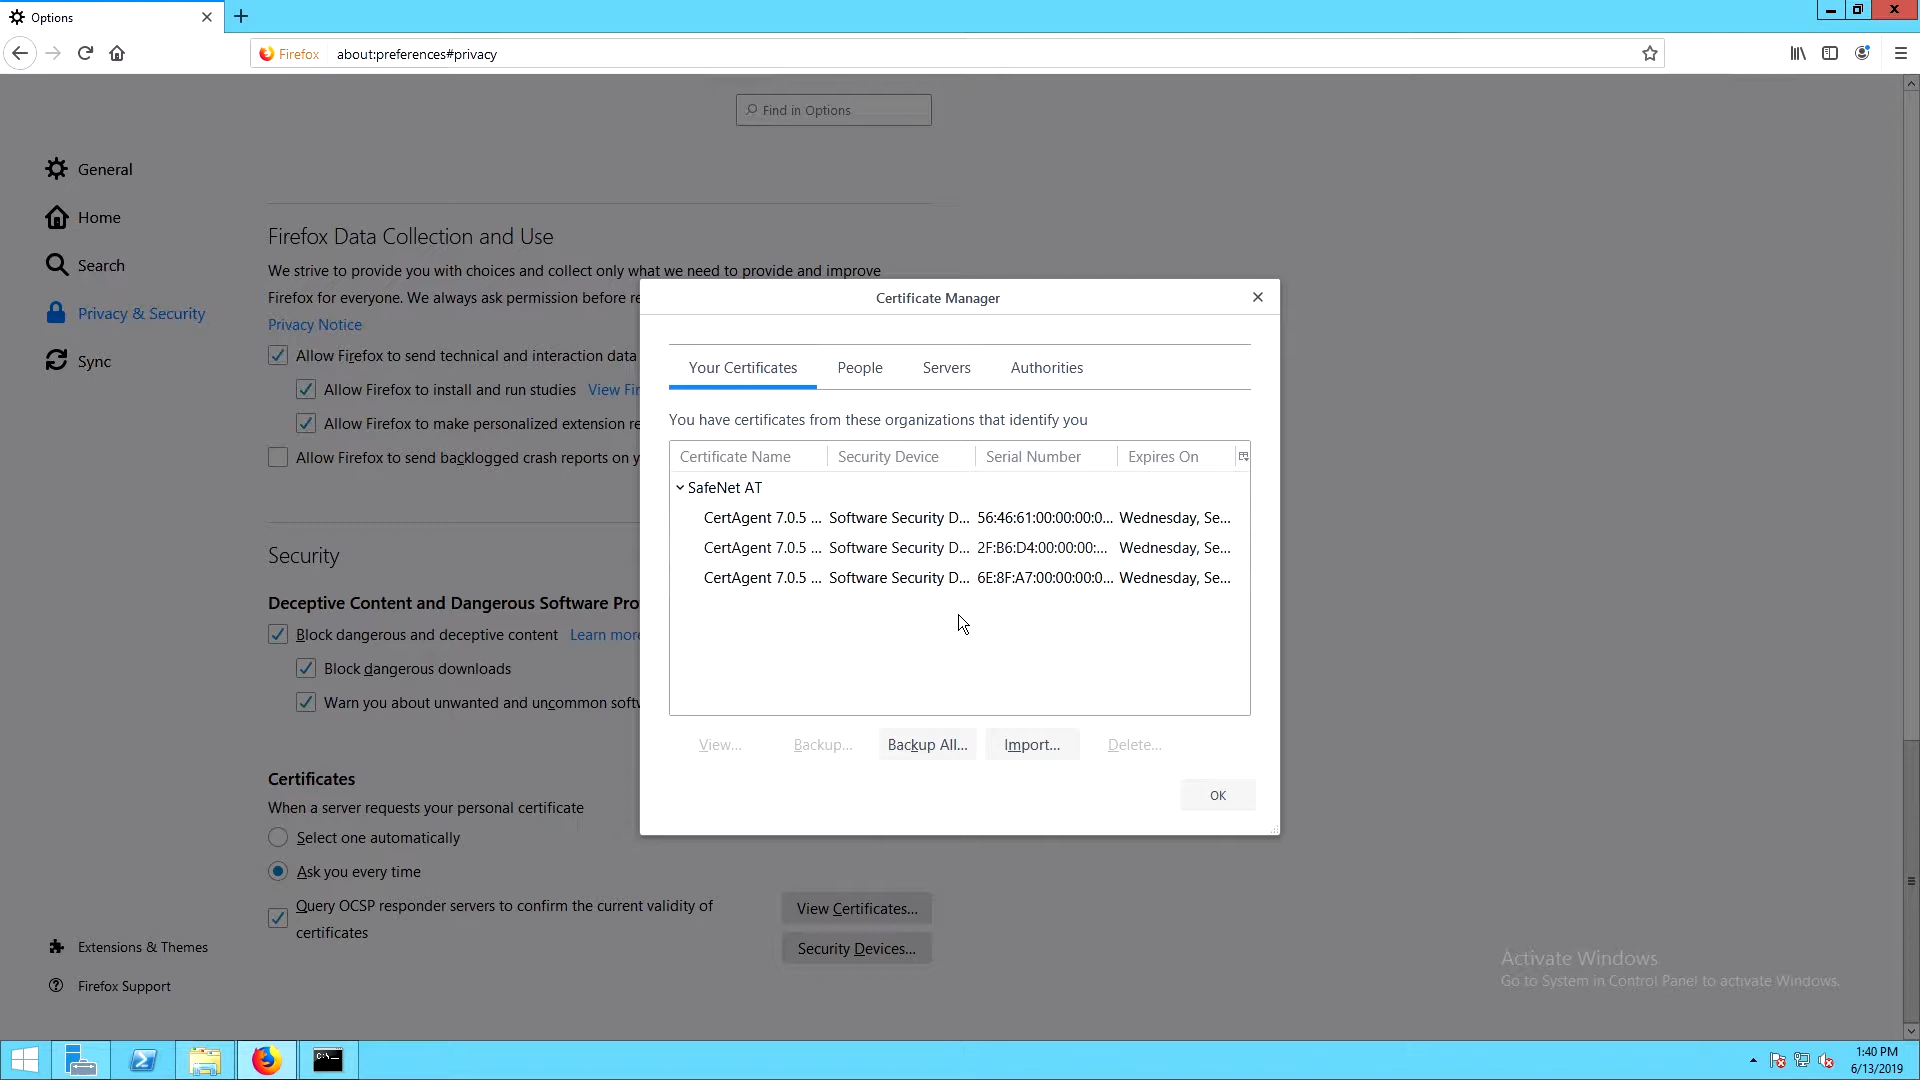 Options
Firefox
about:preferences#privacy
Find in Options
General
Home
Search
Privacy & Security
Sync
Firefox Data Collection and Use
We strive to provide you with choices and collect only what we need to provide and improve
Firefox for everyone. We always ask permission before re
Privacy Notice
Allow Firefox to send technical and interaction data
Allow Firefox to install and run studies View Fir
Allow Firefox to make personalized extension re
Allow Firefox to send backlogged crash reports on y
Security
Deceptive Content and Dangerous Software Pro
Block dangerous and deceptive content Learn more
Block dangerous downloads
Warn you about unwanted and uncommon softw
Certificates
When a server requests your personal certificate
Select one automatically
Ask you every time
Query OCSP responder servers to confirm the current validity of
certificates
View Certificates...
Security Devices...
Extensions & Themes
Firefox Support
Certificate Manager
Your Certificates People Servers Authorities
You have certificates from these organizations that identify you
Certificate Name Security Device Serial Number Expires On
SafeNet AT
CertAgent 7.0.5 ... Software Security D... 56:46:61:00:00:00:0... Wednesday, Se...
CertAgent 7.0.5 ... Software Security D... 2F:B6:D4:00:00:00:... Wednesday, Se...
CertAgent 7.0.5 ... Software Security D... 6E:8F:A7:00:00:00:0... Wednesday, Se...
View... Backup... Backup All... Import... Delete...
OK
Activate Windows
Go to System in Control Panel to activate Windows.
1:40 PM
6/13/2019